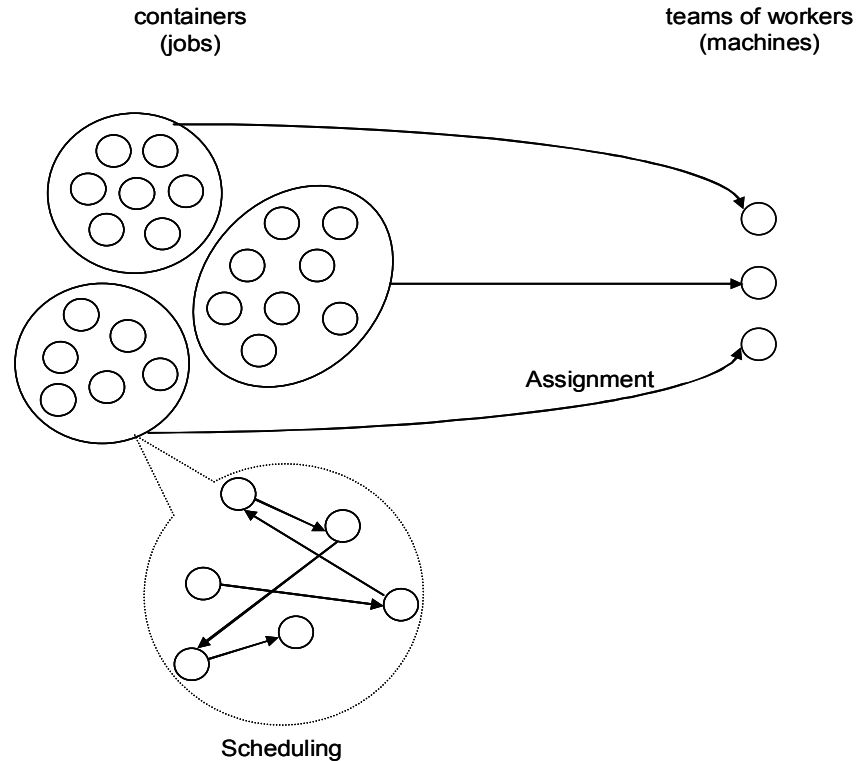 containers
(jobs)
teams of workers
(machines)
Assignment
Scheduling